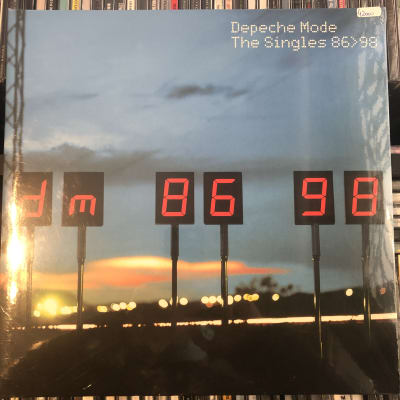 Depeche Mode
The Singles 86>98
dm 86 98